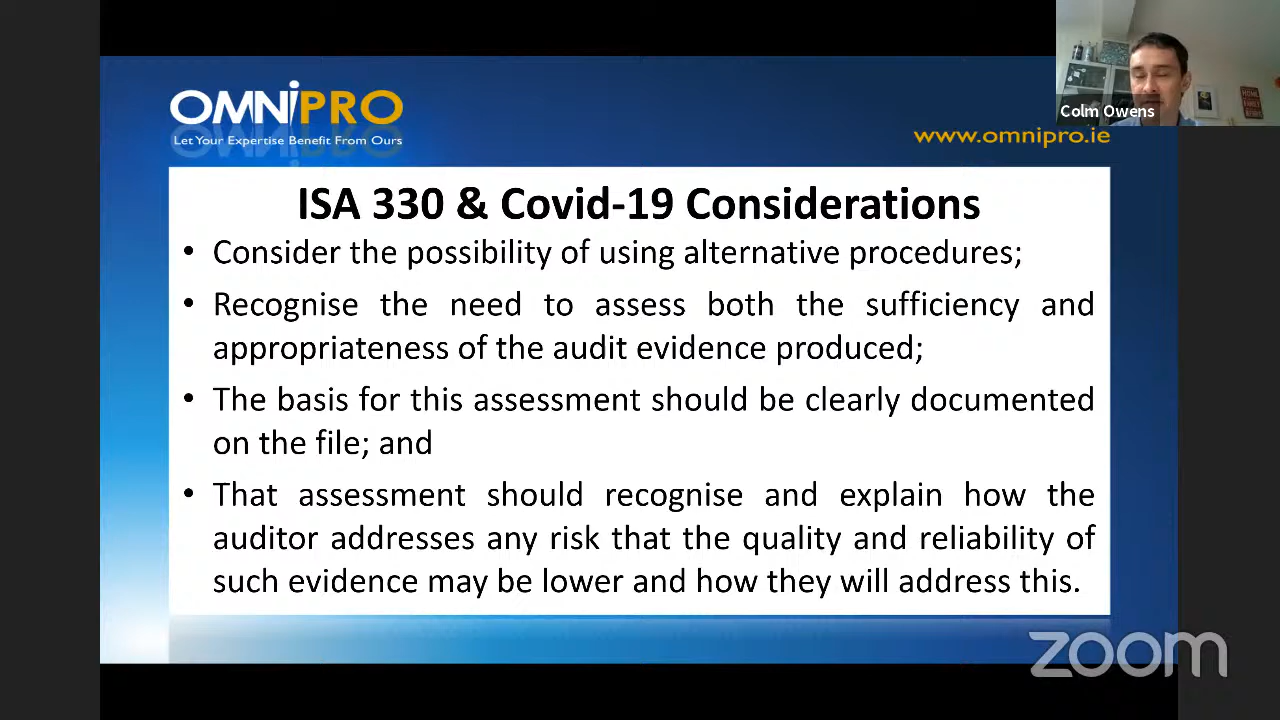 OMNIPRO
Let Your Expertise Benefit From Ours
Colm Owens
www.omnipro.ie
ISA 330 & Covid-19 Considerations
• Consider the possibility of using alternative procedures;
• Recognise the need to assess both the sufficiency and
appropriateness of the audit evidence produced;
• The basis for this assessment should be clearly documented
on the file; and
• That assessment should recognise and explain how the
auditor addresses any risk that the quality and reliability of
such evidence may be lower and how they will address this.
zoom